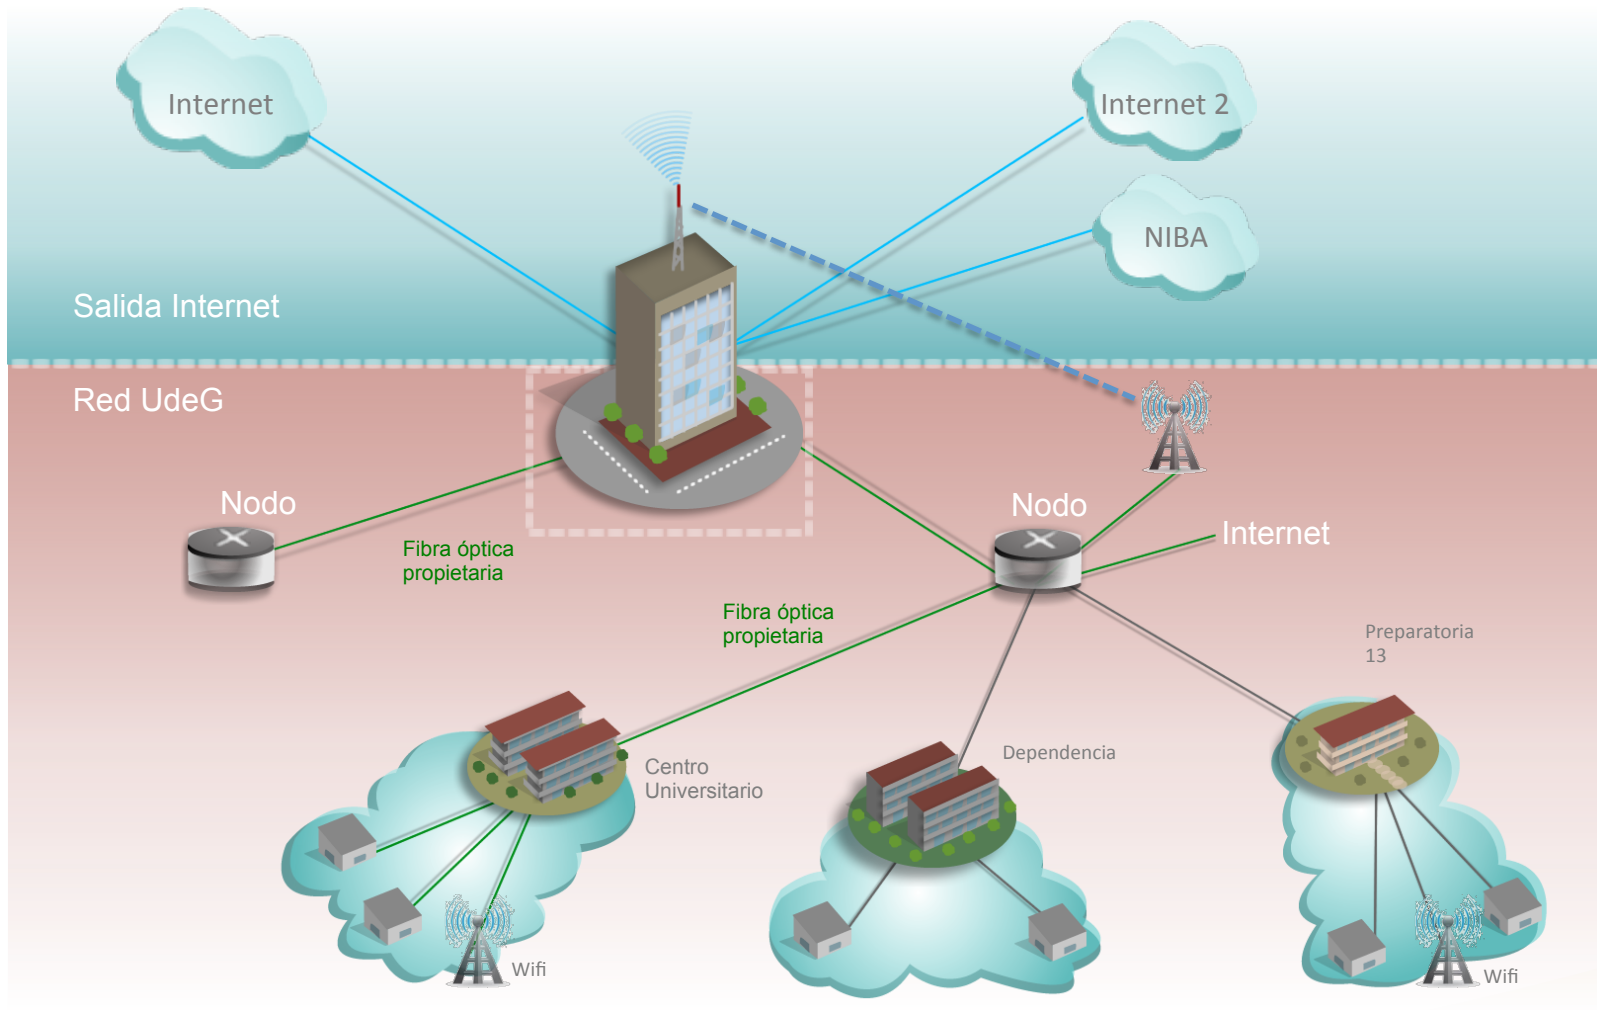 Internet
Internet 2
NIBA
Salida Internet
Red UdeG
Nodo
Nodo
Internet
Fibra óptica
propietaria
Fibra óptica
propietaria
Preparatoria
13
Dependencia
Centro
Universitario
Wifi
Wifi